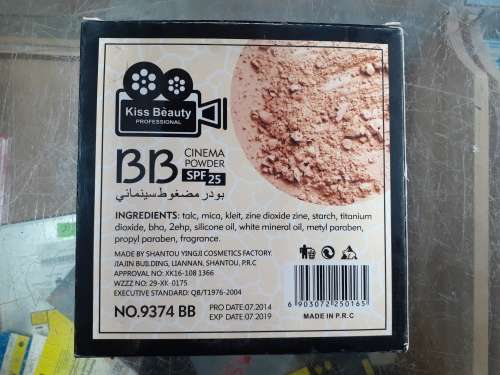 Kiss Beauty
PROFESSIONAL
BB
CINEMA
POWDER
SPF 25
بودر مضغوط سينمائي
INGREDIENTS: talc, mica, kleit, zine dioxide zine, starch, titanium
dioxide, bha, 2ehp, silicone oil, white mineral oil, metyl paraben,
propyl paraben, fragrance.
MADE BY SHANTOU YINGJI COSMETICS FACTORY
JIAJIN BUILDING, LIANNAN, SHANTOU, P.R.C
APPROVAL NO: XK16-108 1366
WZZZ NO: 29-XK-0175
EXECUTIVE STANDARD: QB/T1976-2004
NO.9374 BB
PRO DATE:07.2014
EXP DATE:07.2019
6 903072 250165
MADE IN P.R.C